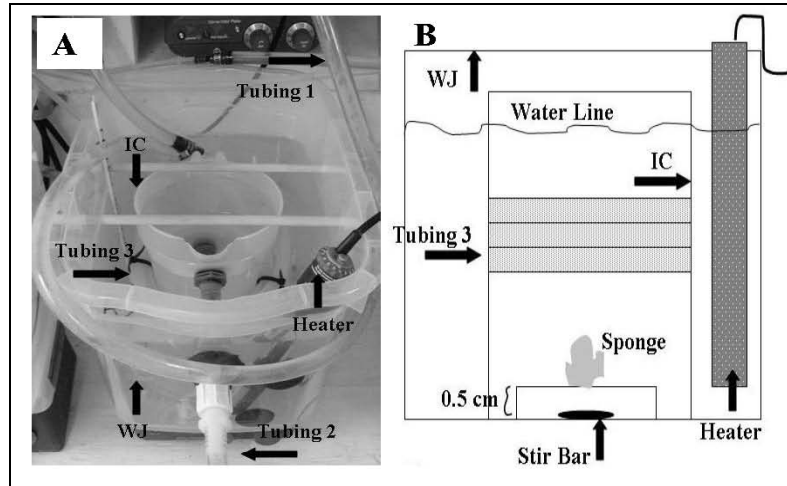 A
Tubing 1
IC
Tubing 3
Heater
WJ
Tubing 2
B
WJ
Water Line
IC
Tubing 3
Sponge
0.5 cm
Heater
Stir Bar